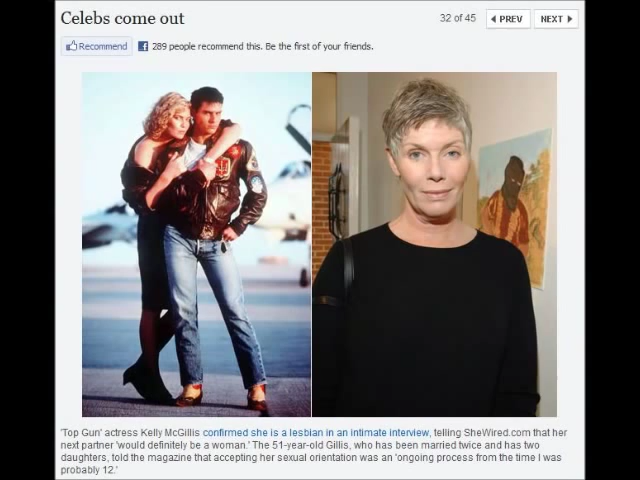 Celebs come out
32 of 45 PREV NEXT
Recommend 289 people recommend this. Be the first of your friends.
'Top Gun' actress Kelly McGillis confirmed she is a lesbian in an intimate interview, telling SheWired.com that her
next partner 'would definitely be a woman.' The 51-year-old Gillis, who has been married twice and has two
daughters, told the magazine that accepting her sexual orientation was an 'ongoing process from the time I was
probably 12.'